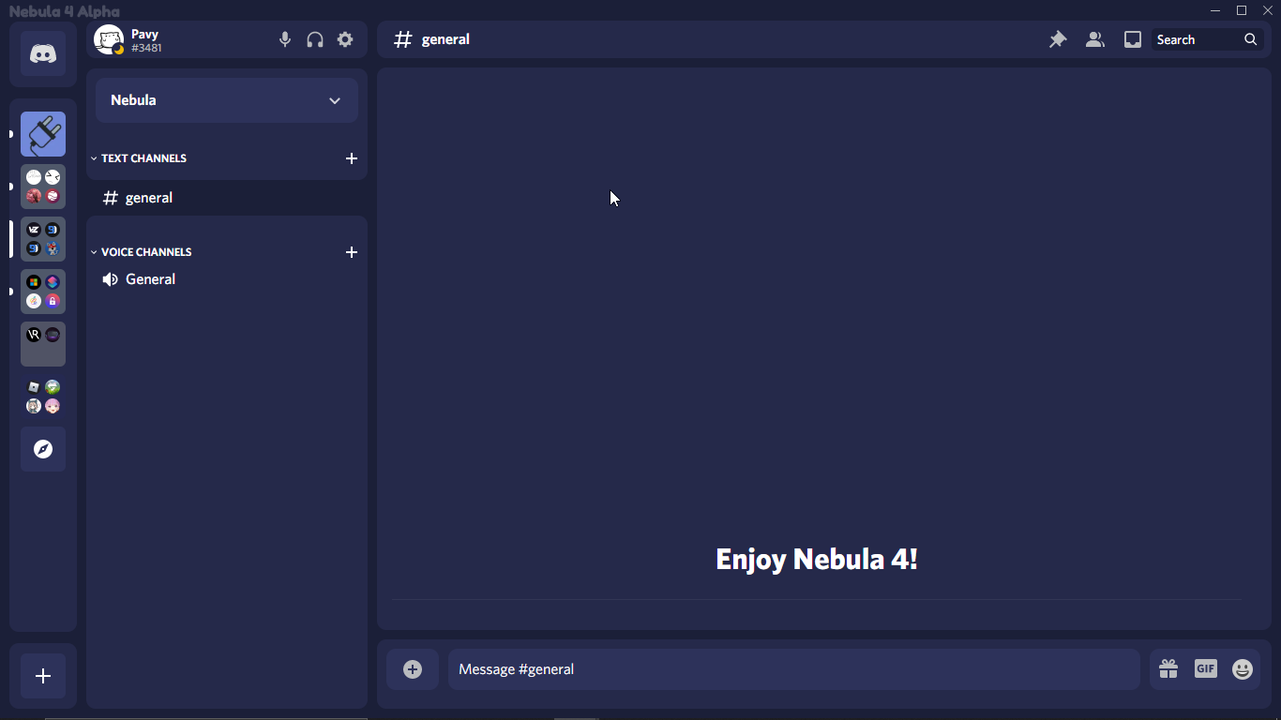 Nebula 4 Alpha
Pavy
#3481
general
Search
Nebula
TEXT CHANNELS
general
VOICE CHANNELS
General
Enjoy Nebula 4!
Message #general
GIF